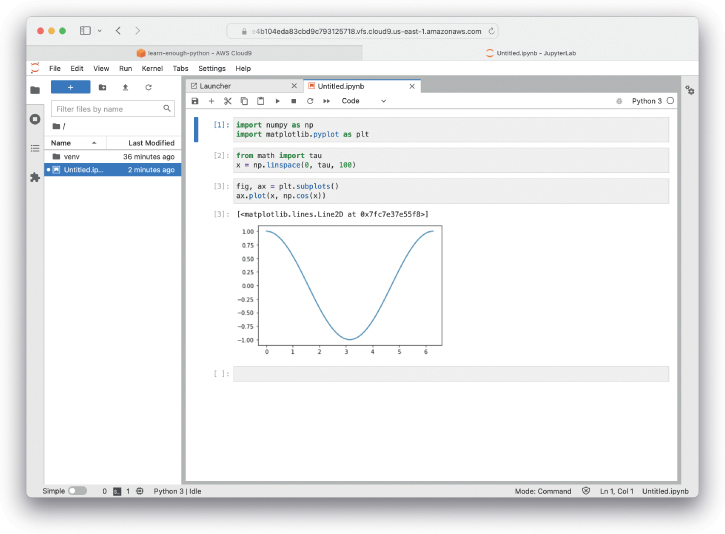 e4b104eda83cbd9c793125718.vfs.cloud9.us-east-1.amazonaws.com
learn-enough-python - AWS Cloud9
Untitled.ipynb - JupyterLab
File Edit View Run Kernel Tabs Settings Help
Launcher
Untitled.ipynb
Code
Python 3
Filter files by name
/
Name
Last Modified
venv 36 minutes ago
Untitled.ip... 2 minutes ago
[1]: import numpy as np
import matplotlib.pyplot as plt
[2]: from math import tau
x = np.linspace(0, tau, 100)
[3]: fig, ax = plt.subplots()
ax.plot(x, np.cos(x))
[3]: [<matplotlib.lines.Line2D at 0x7fc7e37e55f8>]
1.00
0.75
0.50
0.25
0.00
−0.25
−0.50
−0.75
−1.00
0 1 2 3 4 5 6
[ ]:
Simple 0 1 Python 3 | Idle Mode: Command Ln 1, Col 1 Untitled.ipynb